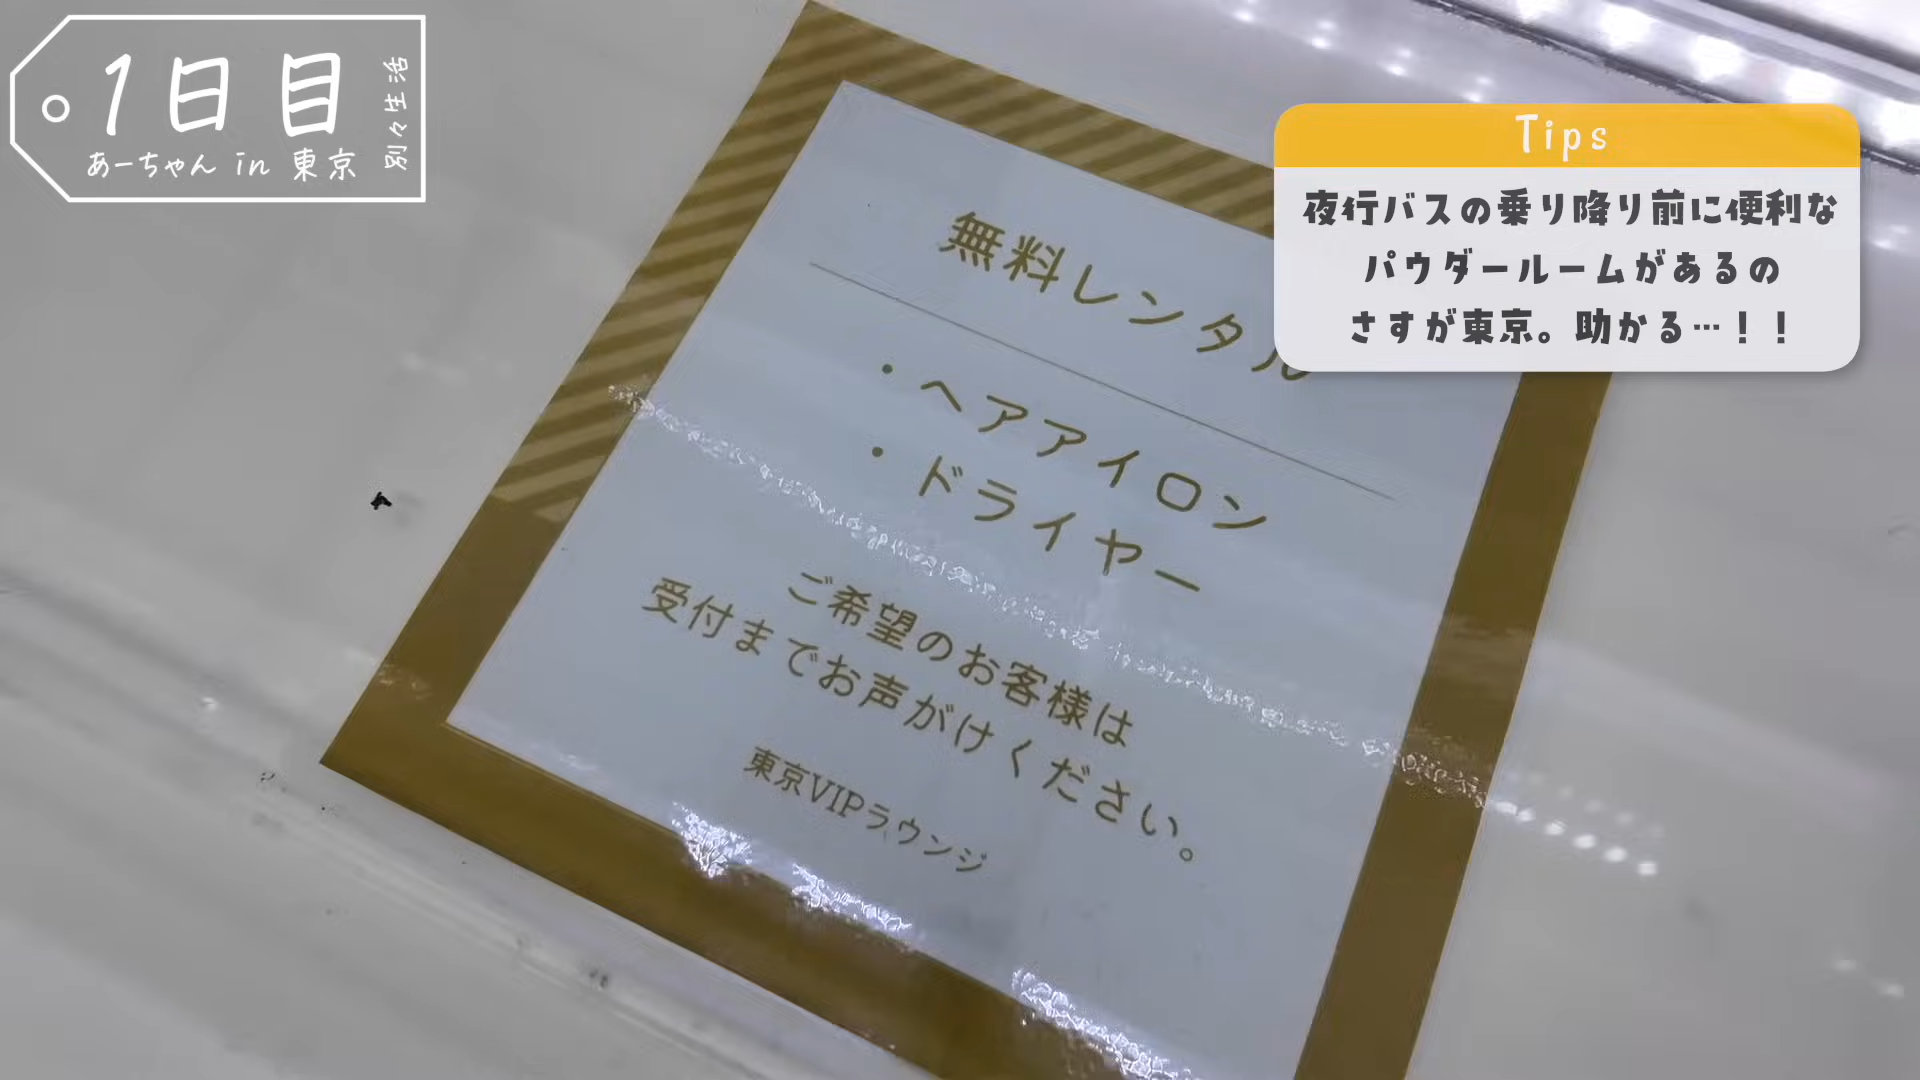 1日目
あーちゃん in 東京
別々生活
Tips
夜行バスの乗り降り前に便利な
パウダールームがあるの
さすが東京。助かる…！！
無料レンタル
・ヘアアイロン
・ドライヤー
ご希望のお客様は
受付までお声がけください。
東京VIPラウンジ